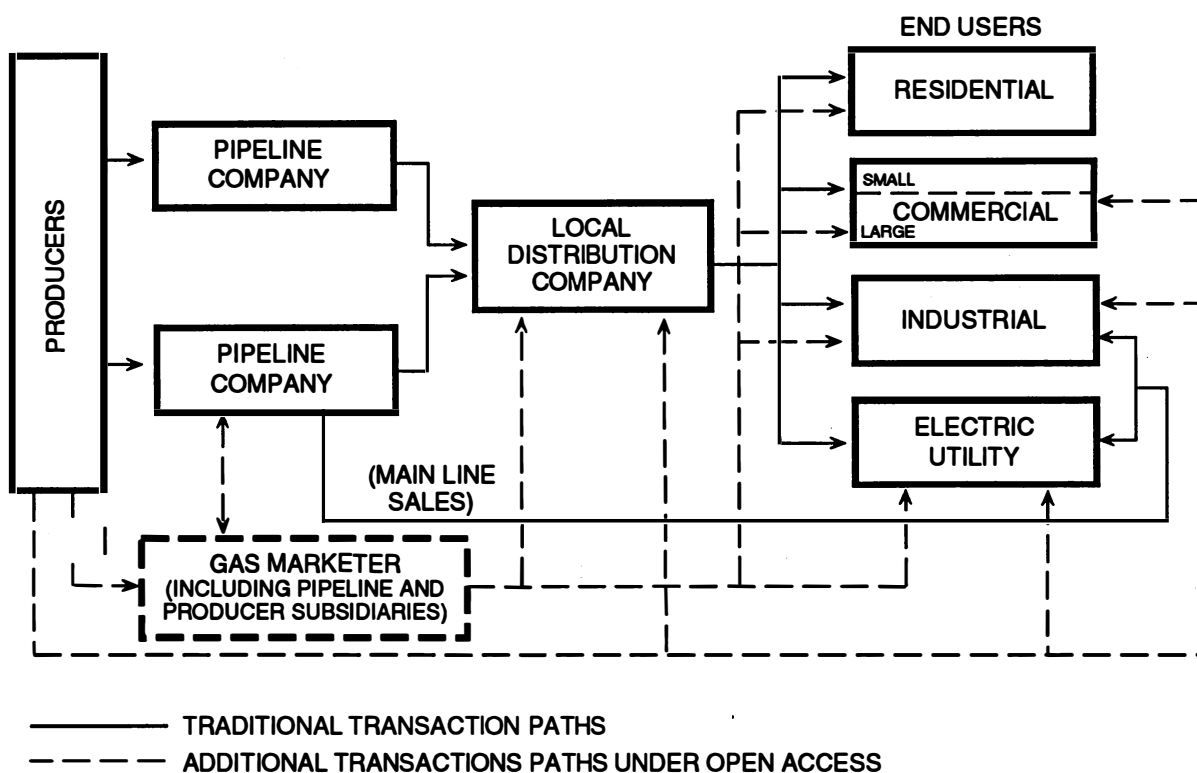 END USERS
PRODUCERS
PIPELINE
COMPANY
PIPELINE
COMPANY
LOCAL
DISTRIBUTION
COMPANY
RESIDENTIAL
SMALL
COMMERCIAL
LARGE
INDUSTRIAL
ELECTRIC
UTILITY
(MAIN LINE
SALES)
GAS MARKETER
(INCLUDING PIPELINE AND
PRODUCER SUBSIDIARIES)
TRADITIONAL TRANSACTION PATHS
ADDITIONAL TRANSACTIONS PATHS UNDER OPEN ACCESS